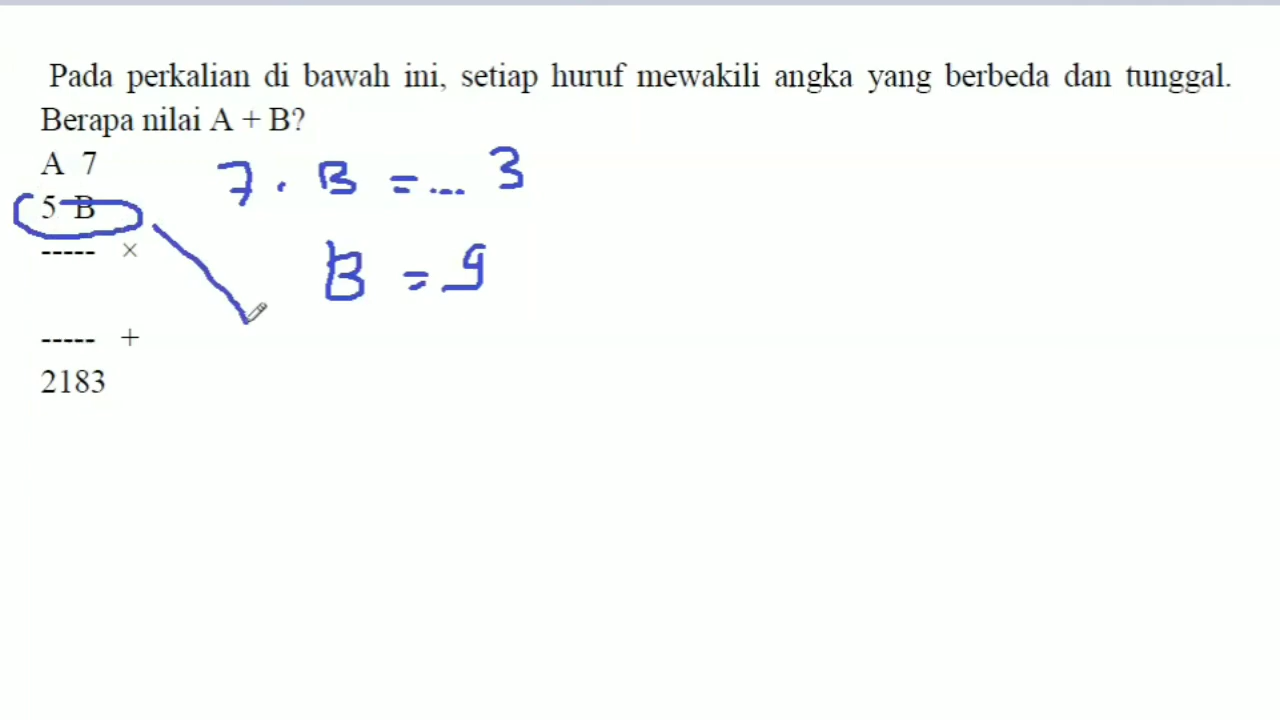 Pada perkalian di bawah ini, setiap huruf mewakili angka yang berbeda dan tunggal.
Berapa nilai A + B?
A 7
5 B
----- ×
----- +
2183
7 . B = ... 3
B = 9